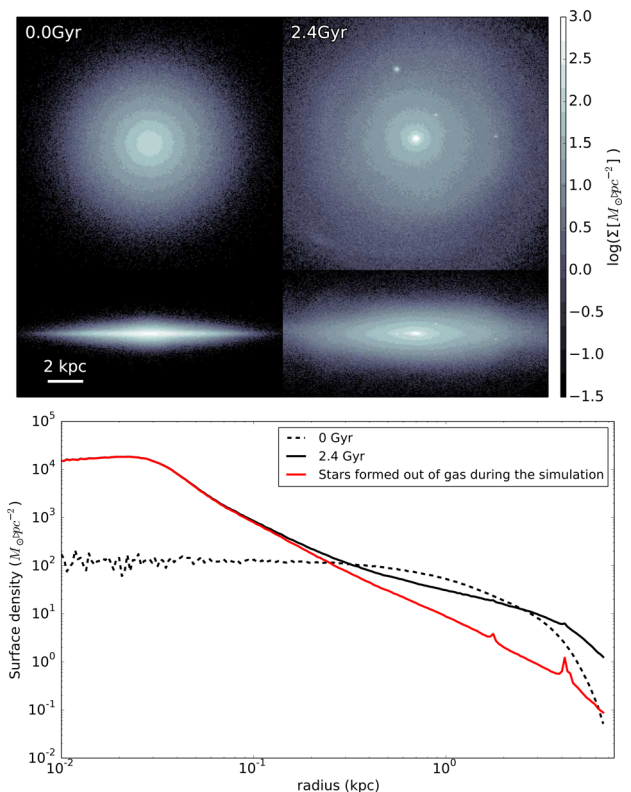 0.0Gyr
2.4Gyr
2 kpc
3.0
2.5
2.0
1.5
1.0
0.5
0.0
−0.5
−1.0
−1.5
log(Σ[M⊙pc⁻²])
10⁵
10⁴
10³
10²
10¹
10⁰
10⁻¹
10⁻²
Surface density (M⊙pc⁻²)
0 Gyr
2.4 Gyr
Stars formed out of gas during the simulation
10⁻²
10⁻¹
10⁰
radius (kpc)